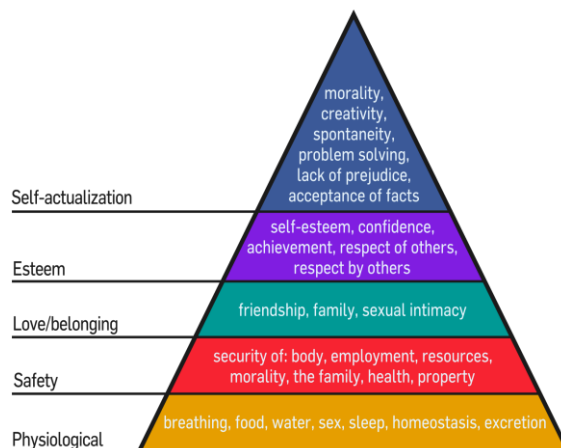 morality,
creativity,
spontaneity,
problem solving,
lack of prejudice,
acceptance of facts
Self-actualization
self-esteem, confidence,
achievement, respect of others,
respect by others
Esteem
friendship, family, sexual intimacy
Love/belonging
security of: body, employment, resources,
morality, the family, health, property
Safety
breathing, food, water, sex, sleep, homeostasis, excretion
Physiological